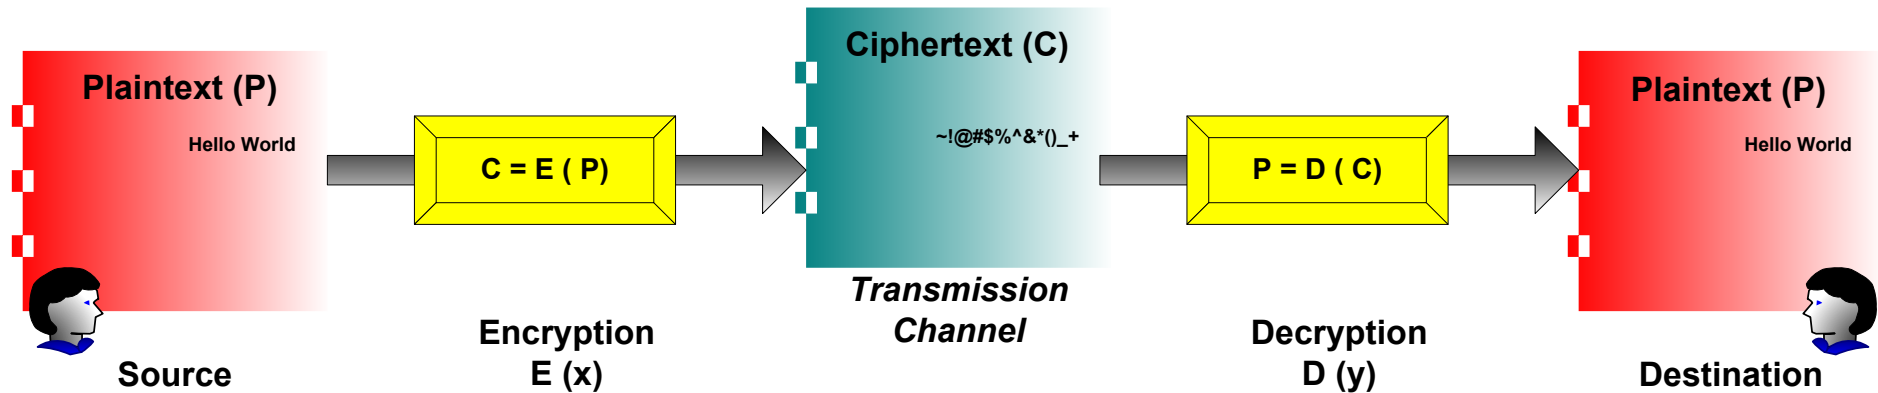 Plaintext (P)
Hello World
Source
C = E ( P)
Encryption
E (x)
Ciphertext (C)
~!@#$%^&*()_+
Transmission
Channel
P = D ( C)
Decryption
D (y)
Plaintext (P)
Hello World
Destination